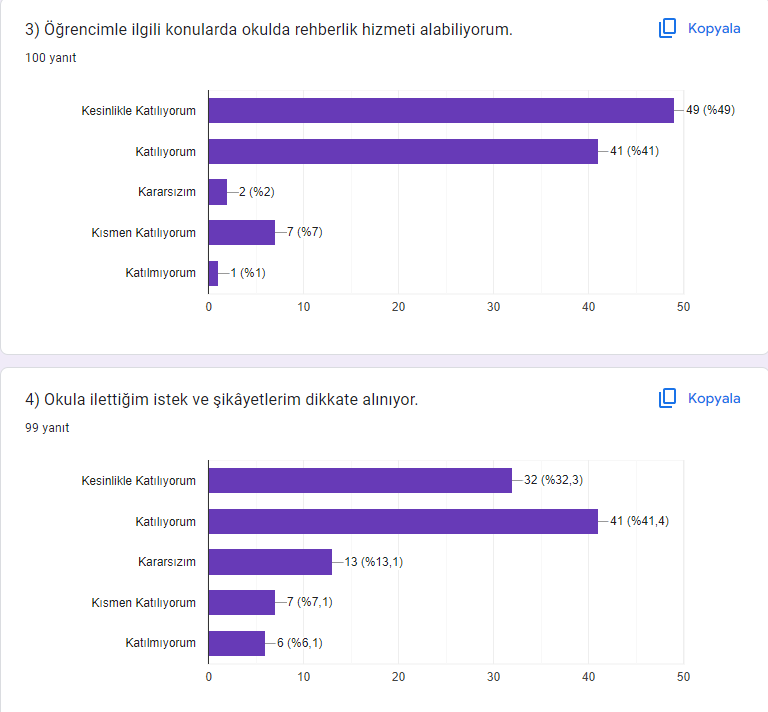 3) Öğrencimle ilgili konularda okulda rehberlik hizmeti alabiliyorum.
Kopyala
100 yanıt
Kesinlikle Katılıyorum
49 (%49)
Katılıyorum
41 (%41)
Kararsızım
2 (%2)
Kısmen Katılıyorum
7 (%7)
Katılmıyorum
1 (%1)
0 10 20 30 40 50
4) Okula ilettiğim istek ve şikâyetlerim dikkate alınıyor.
Kopyala
99 yanıt
Kesinlikle Katılıyorum
32 (%32,3)
Katılıyorum
41 (%41,4)
Kararsızım
13 (%13,1)
Kısmen Katılıyorum
7 (%7,1)
Katılmıyorum
6 (%6,1)
0 10 20 30 40 50